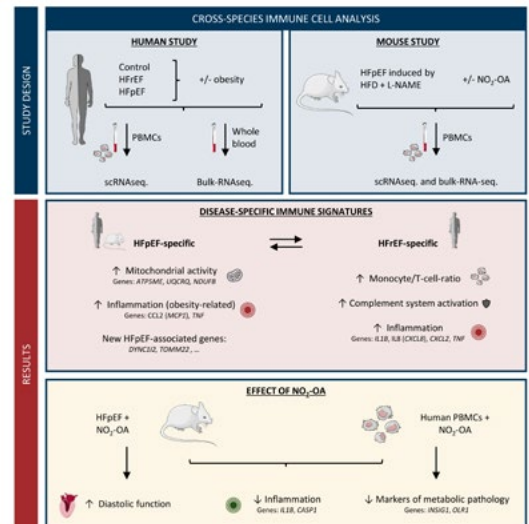 CROSS-SPECIES IMMUNE CELL ANALYSIS
STUDY DESIGN
HUMAN STUDY
Control
HFrEF
HFpEF
+/- obesity
PBMCs
Whole
blood
scRNAseq.
Bulk-RNAseq.
MOUSE STUDY
HFpEF induced by
HFD + L-NAME
+/- NO₂-OA
PBMCs
scRNAseq. and bulk-RNA-seq.
RESULTS
DISEASE-SPECIFIC IMMUNE SIGNATURES
HFpEF-specific
↑ Mitochondrial activity
Genes: ATP5ME, UQCRQ, NDUFB
↑ Inflammation (obesity-related)
Genes: CCL2 (MCP1), TNF
New HFpEF-associated genes:
DYNC1I2, TOMM22 , ...
HFrEF-specific
↑ Monocyte/T-cell-ratio
↑ Complement system activation
↑ Inflammation
Genes: IL1B, IL8 (CXCL8), CXCL2, TNF
EFFECT OF NO₂-OA
HFpEF +
NO₂-OA
Human PBMCs +
NO₂-OA
↑ Diastolic function
↓ Inflammation
Genes: IL1B, CASP1
↓ Markers of metabolic pathology
Genes: INSIG1, OLR1